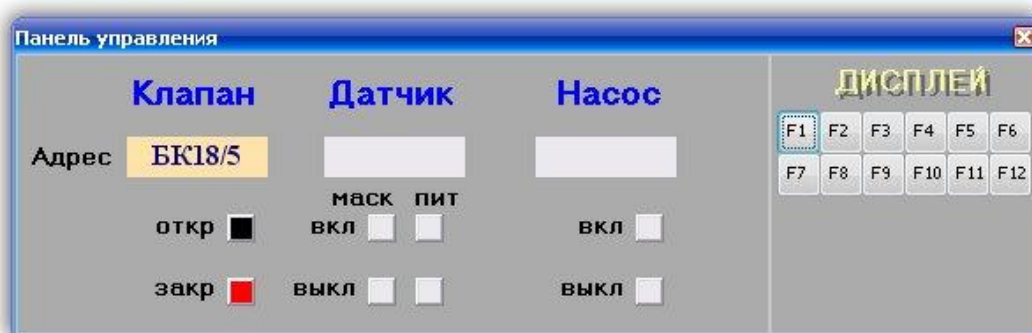 Панель управления
Клапан Датчик Насос
ДИСПЛЕЙ
Адрес БК18/5
F1 F2 F3 F4 F5 F6
F7 F8 F9 F10 F11 F12
маск пит
откр вкл вкл
закр выкл выкл